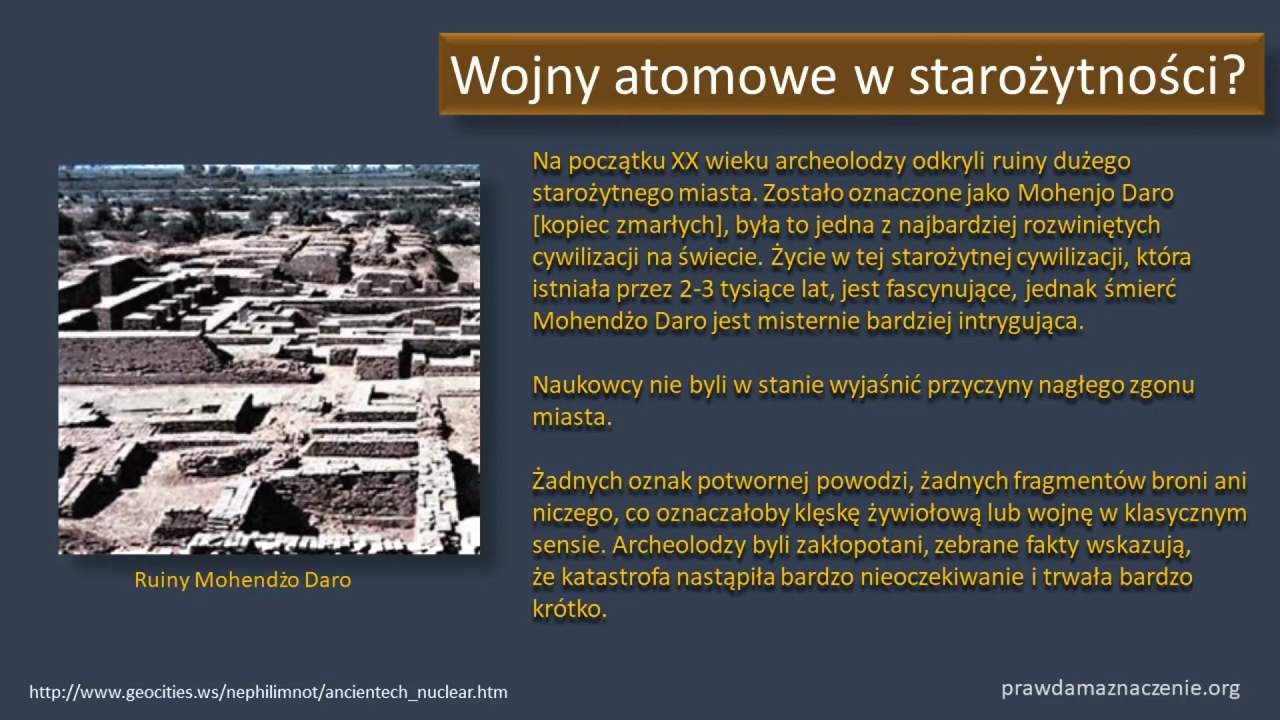 Wojny atomowe w starożytności?
Na początku XX wieku archeolodzy odkryli ruiny dużego
starożytnego miasta. Zostało oznaczone jako Mohenjo Daro
[kopiec zmarłych], była to jedna z najbardziej rozwiniętych
cywilizacji na świecie. Życie w tej starożytnej cywilizacji, która
istniała przez 2-3 tysiące lat, jest fascynujące, jednak śmierć
Mohendżo Daro jest misternie bardziej intrygująca.
Naukowcy nie byli w stanie wyjaśnić przyczyny nagłego zgonu
miasta.
Żadnych oznak potwornej powodzi, żadnych fragmentów broni ani
niczego, co oznaczałoby klęskę żywiołową lub wojnę w klasycznym
sensie. Archeolodzy byli zakłopotani, zebrane fakty wskazują,
że katastrofa nastąpiła bardzo nieoczekiwanie i trwała bardzo
krótko.
Ruiny Mohendżo Daro
http://www.geocities.ws/nephilimnot/ancientech_nuclear.htm
prawdamaznaczenie.org